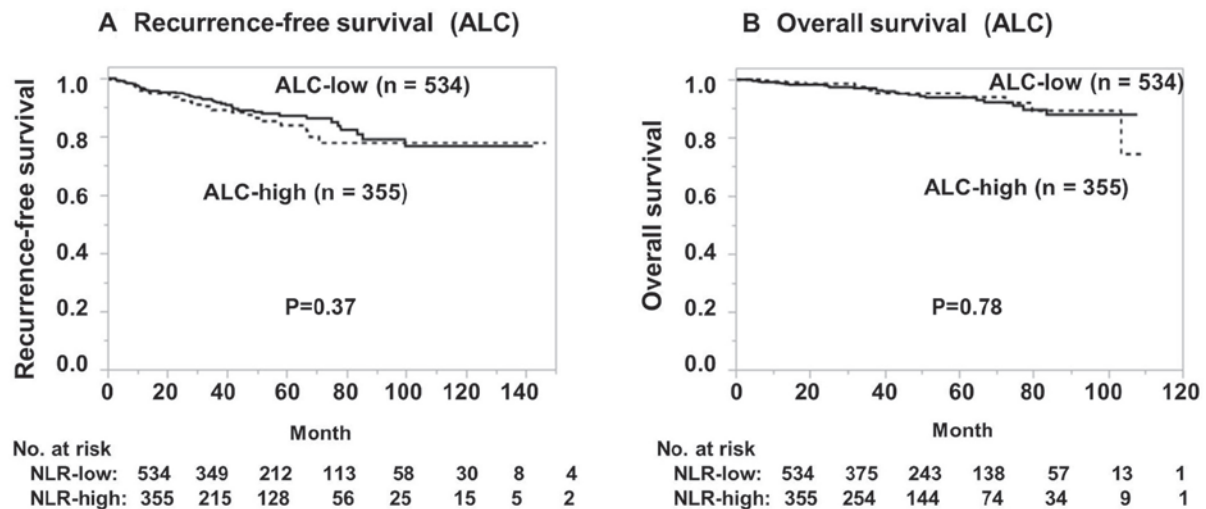 A Recurrence-free survival (ALC)
Recurrence-free survival
1.0
0.8
0.6
0.4
0.2
0.0
ALC-low (n = 534)
ALC-high (n = 355)
P=0.37
0 20 40 60 80 100 120 140
Month
No. at risk
NLR-low: 534 349 212 113 58 30 8 4
NLR-high: 355 215 128 56 25 15 5 2
B Overall survival (ALC)
Overall survival
1.0
0.8
0.6
0.4
0.2
0.0
ALC-low (n = 534)
ALC-high (n = 355)
P=0.78
0 20 40 60 80 100 120
Month
No. at risk
NLR-low: 534 375 243 138 57 13 1
NLR-high: 355 254 144 74 34 9 1